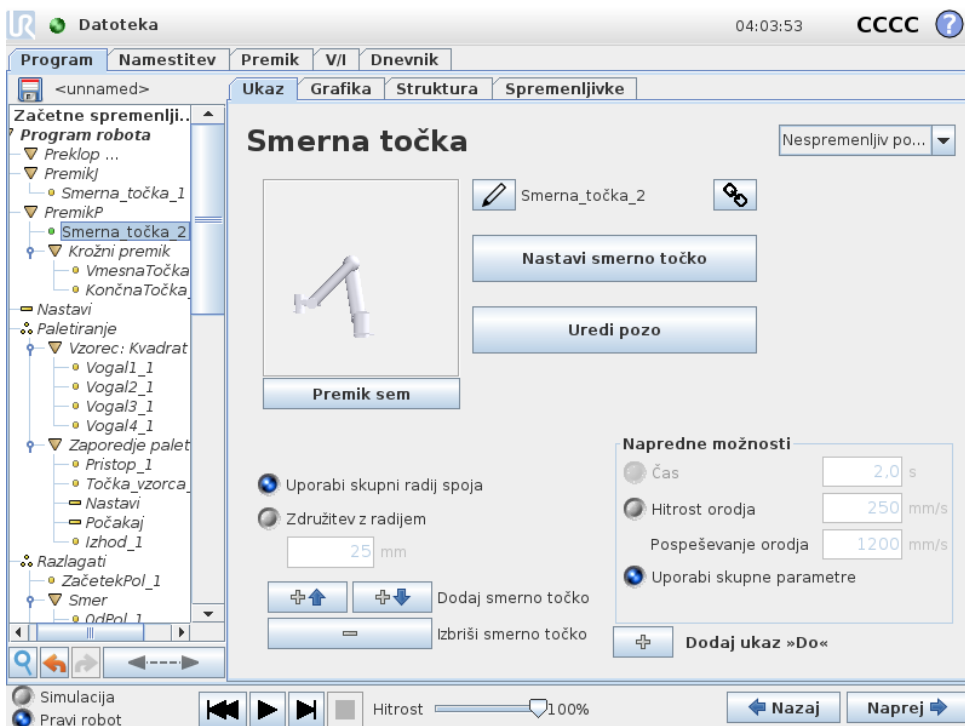 UR Datoteka 04:03:53 CCCC ?
Program Namestitev Premik V/I Dnevnik
<unnamed>
Ukaz Grafika Struktura Spremenljivke
Začetne spremenlji..
Program robota
Preklop ...
PremikJ
Smerna_točka_1
PremikP
Smerna_točka_2
Krožni premik
VmesnaTočka
KončnaTočka_
Nastavi
Paletiranje
Vzorec: Kvadrat
Vogal1_1
Vogal2_1
Vogal3_1
Vogal4_1
Zaporedje palet
Pristop_1
Točka_vzorca_
Nastavi
Počakaj
Izhod_1
Razlagati
ZačetekPol_1
Smer
OdPol_1
Smerna točka
Nespremenljiv po...
Smerna_točka_2
Nastavi smerno točko
Uredi pozo
Premik sem
Uporabi skupni radij spoja
Združitev z radijem
25 mm
Dodaj smerno točko
Izbriši smerno točko
Napredne možnosti
Čas 2,0 s
Hitrost orodja 250 mm/s
Pospeševanje orodja 1200 mm/s
Uporabi skupne parametre
Dodaj ukaz »Do«
Simulacija
Pravi robot
Hitrost 100%
Nazaj Naprej